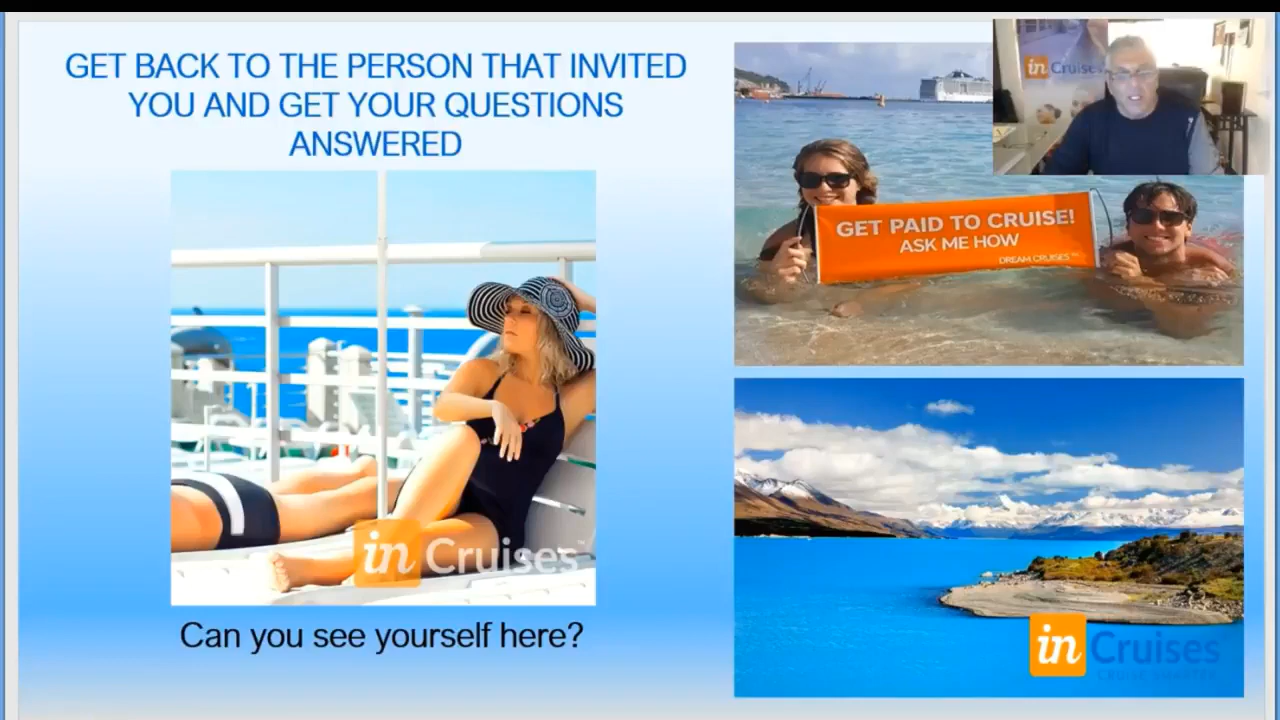 GET BACK TO THE PERSON THAT INVITED
YOU AND GET YOUR QUESTIONS
ANSWERED
in Cruises
GET PAID TO CRUISE!
ASK ME HOW
DREAM CRUISES
in Cruises™
Can you see yourself here?
in Cruises